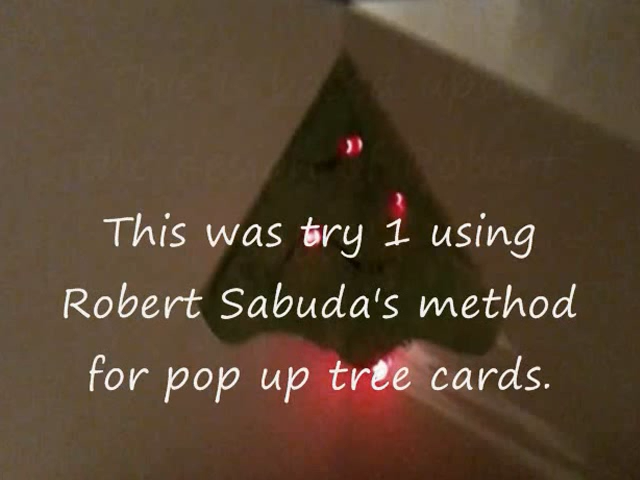 This was try 1 using
Robert Sabuda's method
for pop up tree cards.